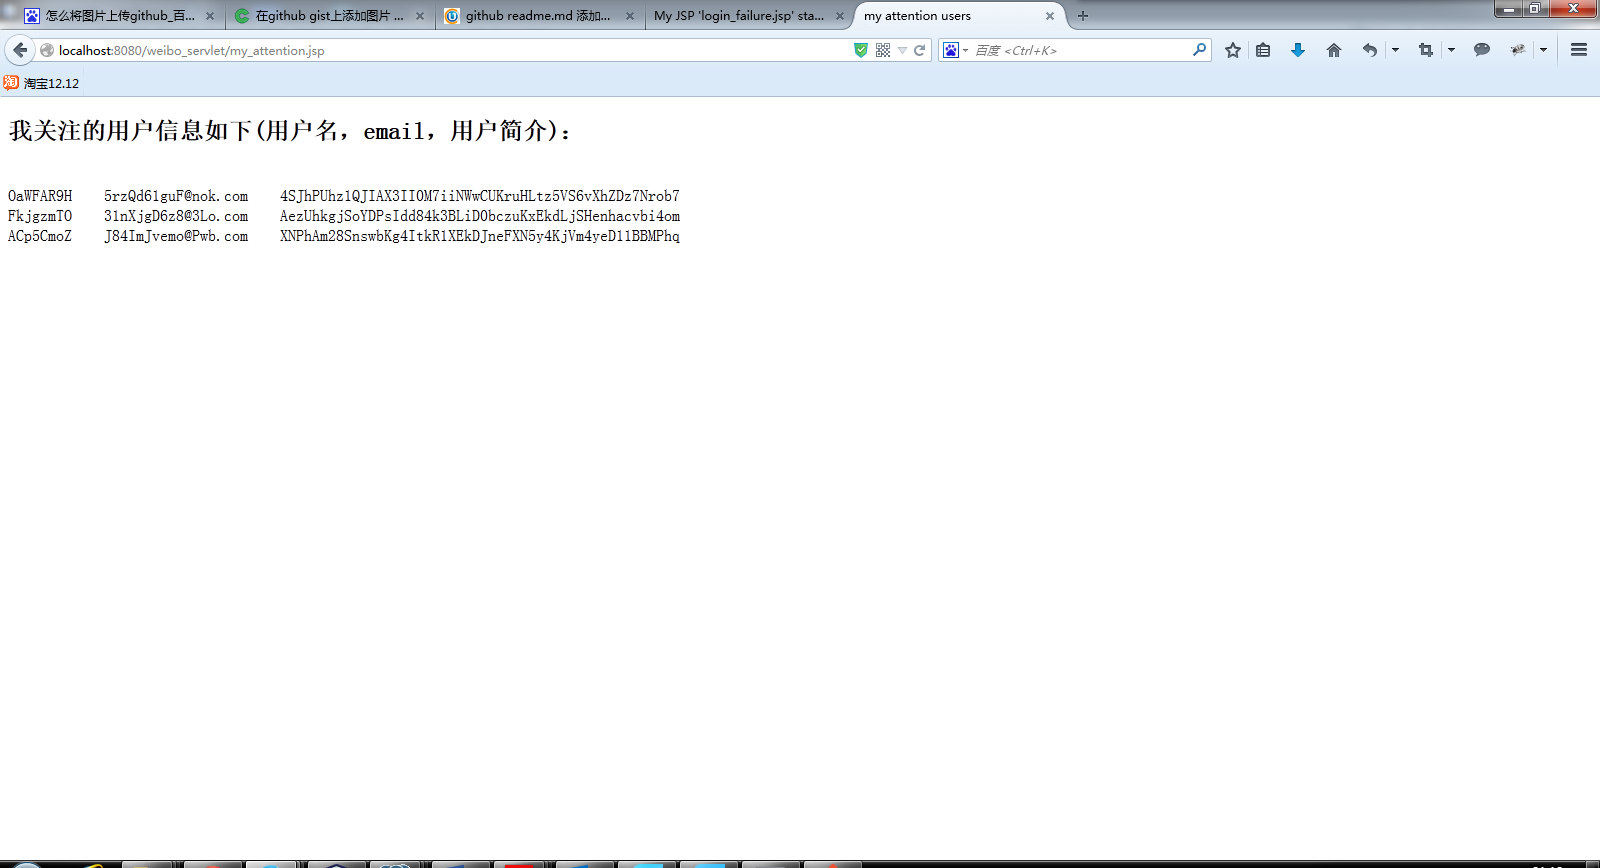 怎么将图片上传github_百...
在github gist上添加图片 ...
github readme.md 添加...
My JSP 'login_failure.jsp' sta...
my attention users
localhost:8080/weibo_servlet/my_attention.jsp
百度 <Ctrl+K>
淘宝12.12
我关注的用户信息如下(用户名，email，用户简介)：
OaWFAR9H 5rzQd61guF@nok.com 4SJhPUhz1QJIAX3II0M7iiNWwCUKruHLtz5VS6vXhZDz7Nrob7
FkjgzmTO 31nXjgD6z8@3Lo.com AezUhkgjSoYDPsIdd84k3BLiDObczuKxEkdLjSHenhacvbi4om
ACp5CmoZ J84ImJvemo@Pwb.com XNPhAm28SnswbKg4ItkR1XEkDJneFXN5y4KjVm4yeD11BBMPhq